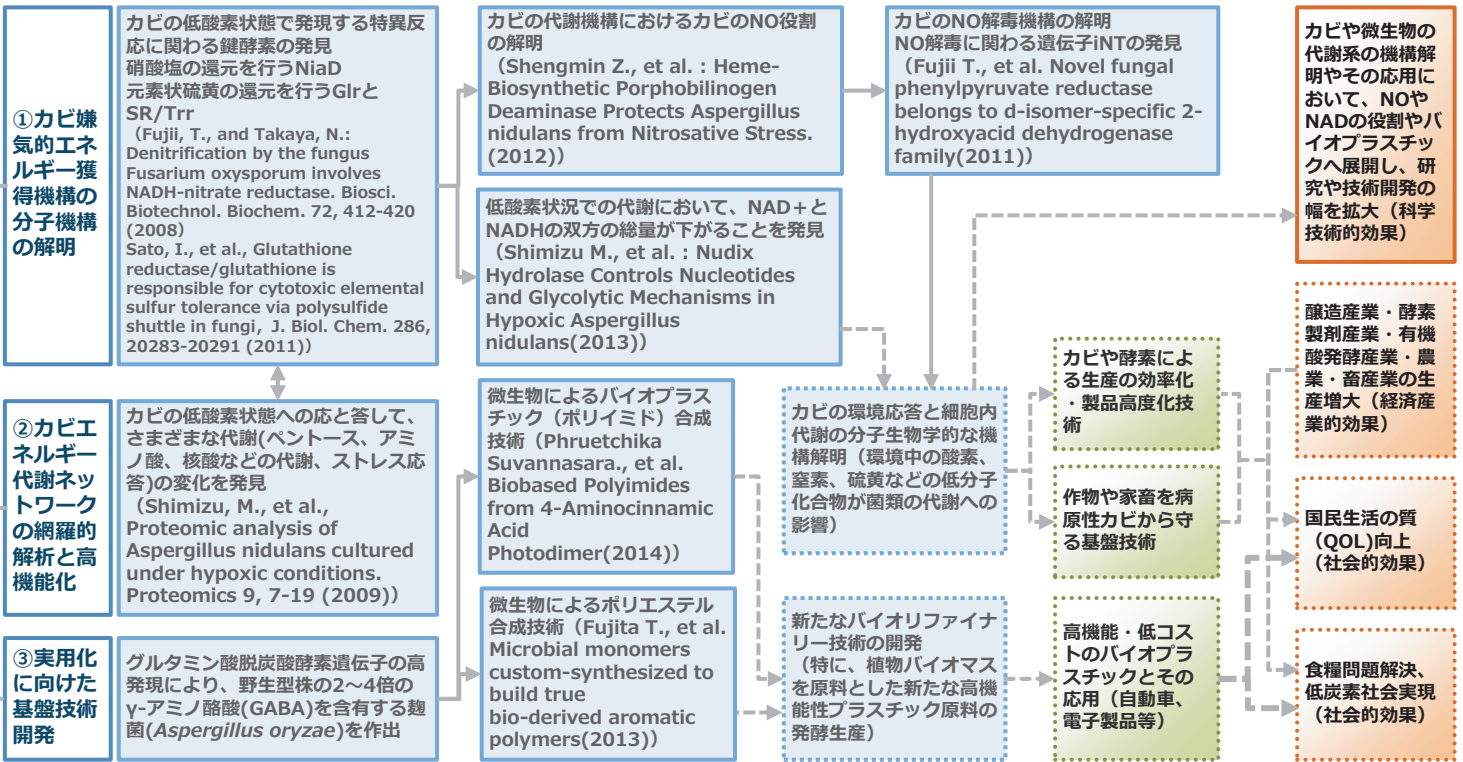 ①カビ嫌
気的エネ
ルギー獲
得機構の
分子機構
の解明
カビの低酸素状態で発現する特異反
応に関わる鍵酵素の発見
硝酸塩の還元を行うNiaD
元素状硫黄の還元を行うGlrと
SR/Trr
（Fujii, T., and Takaya, N.:
Denitrification by the fungus
Fusarium oxysporum involves
NADH-nitrate reductase. Biosci.
Biotechnol. Biochem. 72, 412-420
(2008)
Sato, I., et al., Glutathione
reductase/glutathione is
responsible for cytotoxic elemental
sulfur tolerance via polysulfide
shuttle in fungi, J. Biol. Chem. 286,
20283-20291 (2011)）
カビの代謝機構におけるカビのNO役割
の解明
（Shengmin Z., et al. : Heme-
Biosynthetic Porphobilinogen
Deaminase Protects Aspergillus
nidulans from Nitrosative Stress.
(2012)）
カビのNO解毒機構の解明
NO解毒に関わる遺伝子iNTの発見
（Fujii T., et al. Novel fungal
phenylpyruvate reductase
belongs to d-isomer-specific 2-
hydroxyacid dehydrogenase
family(2011)）
カビや微生物の
代謝系の機構解
明やその応用に
おいて、NOや
NADの役割やバ
イオプラスチッ
クへ展開し、研
究や技術開発の
幅を拡大（科学
技術的効果）
低酸素状況での代謝において、NAD＋と
NADHの双方の総量が下がることを発見
（Shimizu M., et al. : Nudix
Hydrolase Controls Nucleotides
and Glycolytic Mechanisms in
Hypoxic Aspergillus
nidulans(2013)）
②カビエ
ネルギー
代謝ネッ
トワーク
の網羅的
解析と高
機能化
カビの低酸素状態への応と答して、
さまざまな代謝(ペントース、アミ
ノ酸、核酸などの代謝、ストレス応
答)の変化を発見
（Shimizu, M., et al.,
Proteomic analysis of
Aspergillus nidulans cultured
under hypoxic conditions.
Proteomics 9, 7-19 (2009)）
微生物によるバイオプラス
チック（ポリイミド）合成
技術（Phruetchika
Suvannasara., et al.
Biobased Polyimides
from 4-Aminocinnamic
Acid
Photodimer(2014)）
カビの環境応答と細胞内
代謝の分子生物学的な機
構解明（環境中の酸素、
窒素、硫黄などの低分子
化合物が菌類の代謝への
影響）
カビや酵素によ
る生産の効率化
・製品高度化技
術
作物や家畜を病
原性カビから守
る基盤技術
醸造産業・酵素
製剤産業・有機
酸発酵産業・農
業・畜産業の生
産増大（経済産
業的効果）
国民生活の質
（QOL)向上
（社会的効果）
③実用化
に向けた
基盤技術
開発
グルタミン酸脱炭酸酵素遺伝子の高
発現により、野生型株の2～4倍の
γ-アミノ酪酸(GABA)を含有する麹
菌(Aspergillus oryzae)を作出
微生物によるポリエステル
合成技術（Fujita T., et al.
Microbial monomers
custom-synthesized to
build true
bio-derived aromatic
polymers(2013)）
新たなバイオリファイナ
リー技術の開発
（特に、植物バイオマス
を原料とした新たな高機
能性プラスチック原料の
発酵生産）
高機能・低コス
トのバイオプラ
スチックとその
応用（自動車、
電子製品等）
食糧問題解決、
低炭素社会実現
（社会的効果）